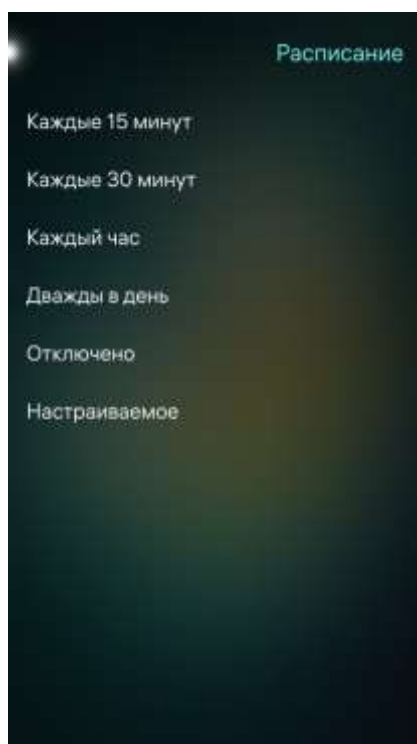 Расписание
Каждые 15 минут
Каждые 30 минут
Каждый час
Дважды в день
Отключено
Настраиваемое